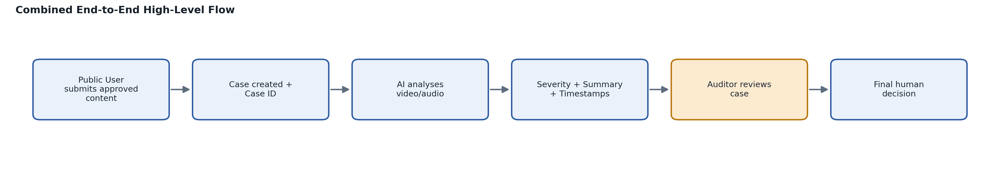 Combined End-to-End High-Level Flow
Public User
submits approved
content
Case created +
Case ID
AI analyses
video/audio
Severity + Summary
+ Timestamps
Auditor reviews
case
Final human
decision